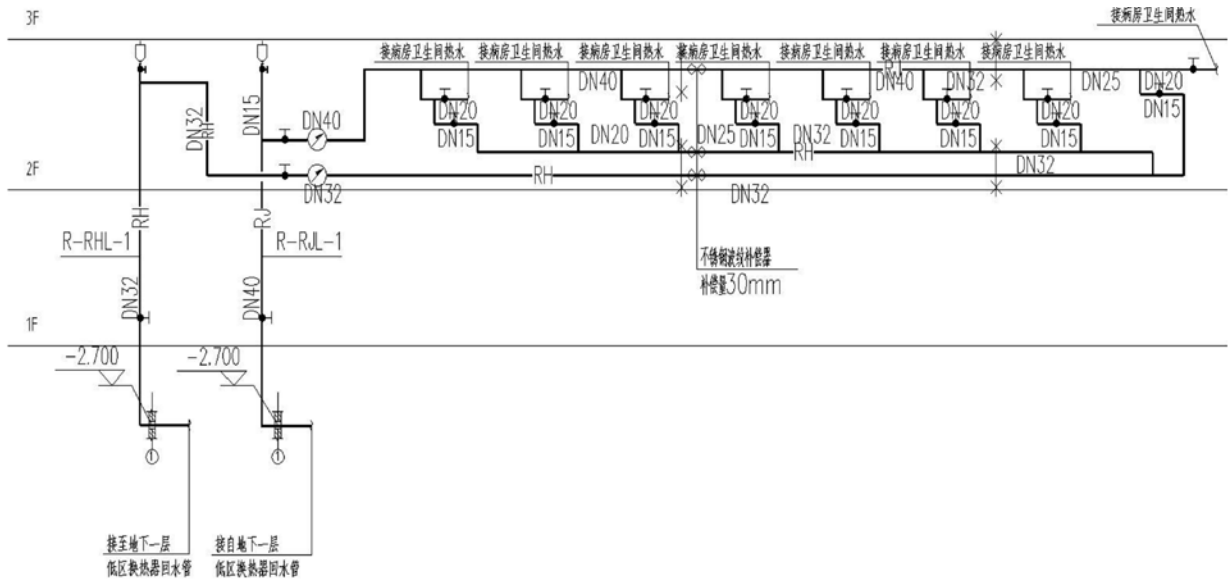 3F
接病房卫生间热水
接病房卫生间热水 接病房卫生间热水 接病房卫生间热水 接病房卫生间热水 接病房卫生间热水 接病房卫生间热水 接病房卫生间热水
RJ
DN40 DN40 DN32 DN25
DN20 DN20 DN20 DN20 DN20 DN20 DN20 DN20
DN32
RH
DN15
DN40
DN15 DN15 DN15 DN15 DN15 DN15 DN15 DN15
DN20 DN25 DN32
RH
DN32
2F
RH
DN32 DN32
RH RJ
R-RHL-1 R-RJL-1
不锈钢波纹补偿器
补偿量30mm
DN32 DN40
1F
-2.700 -2.700
接至地下一层
低区换热器回水管
接自地下一层
低区换热器回水管